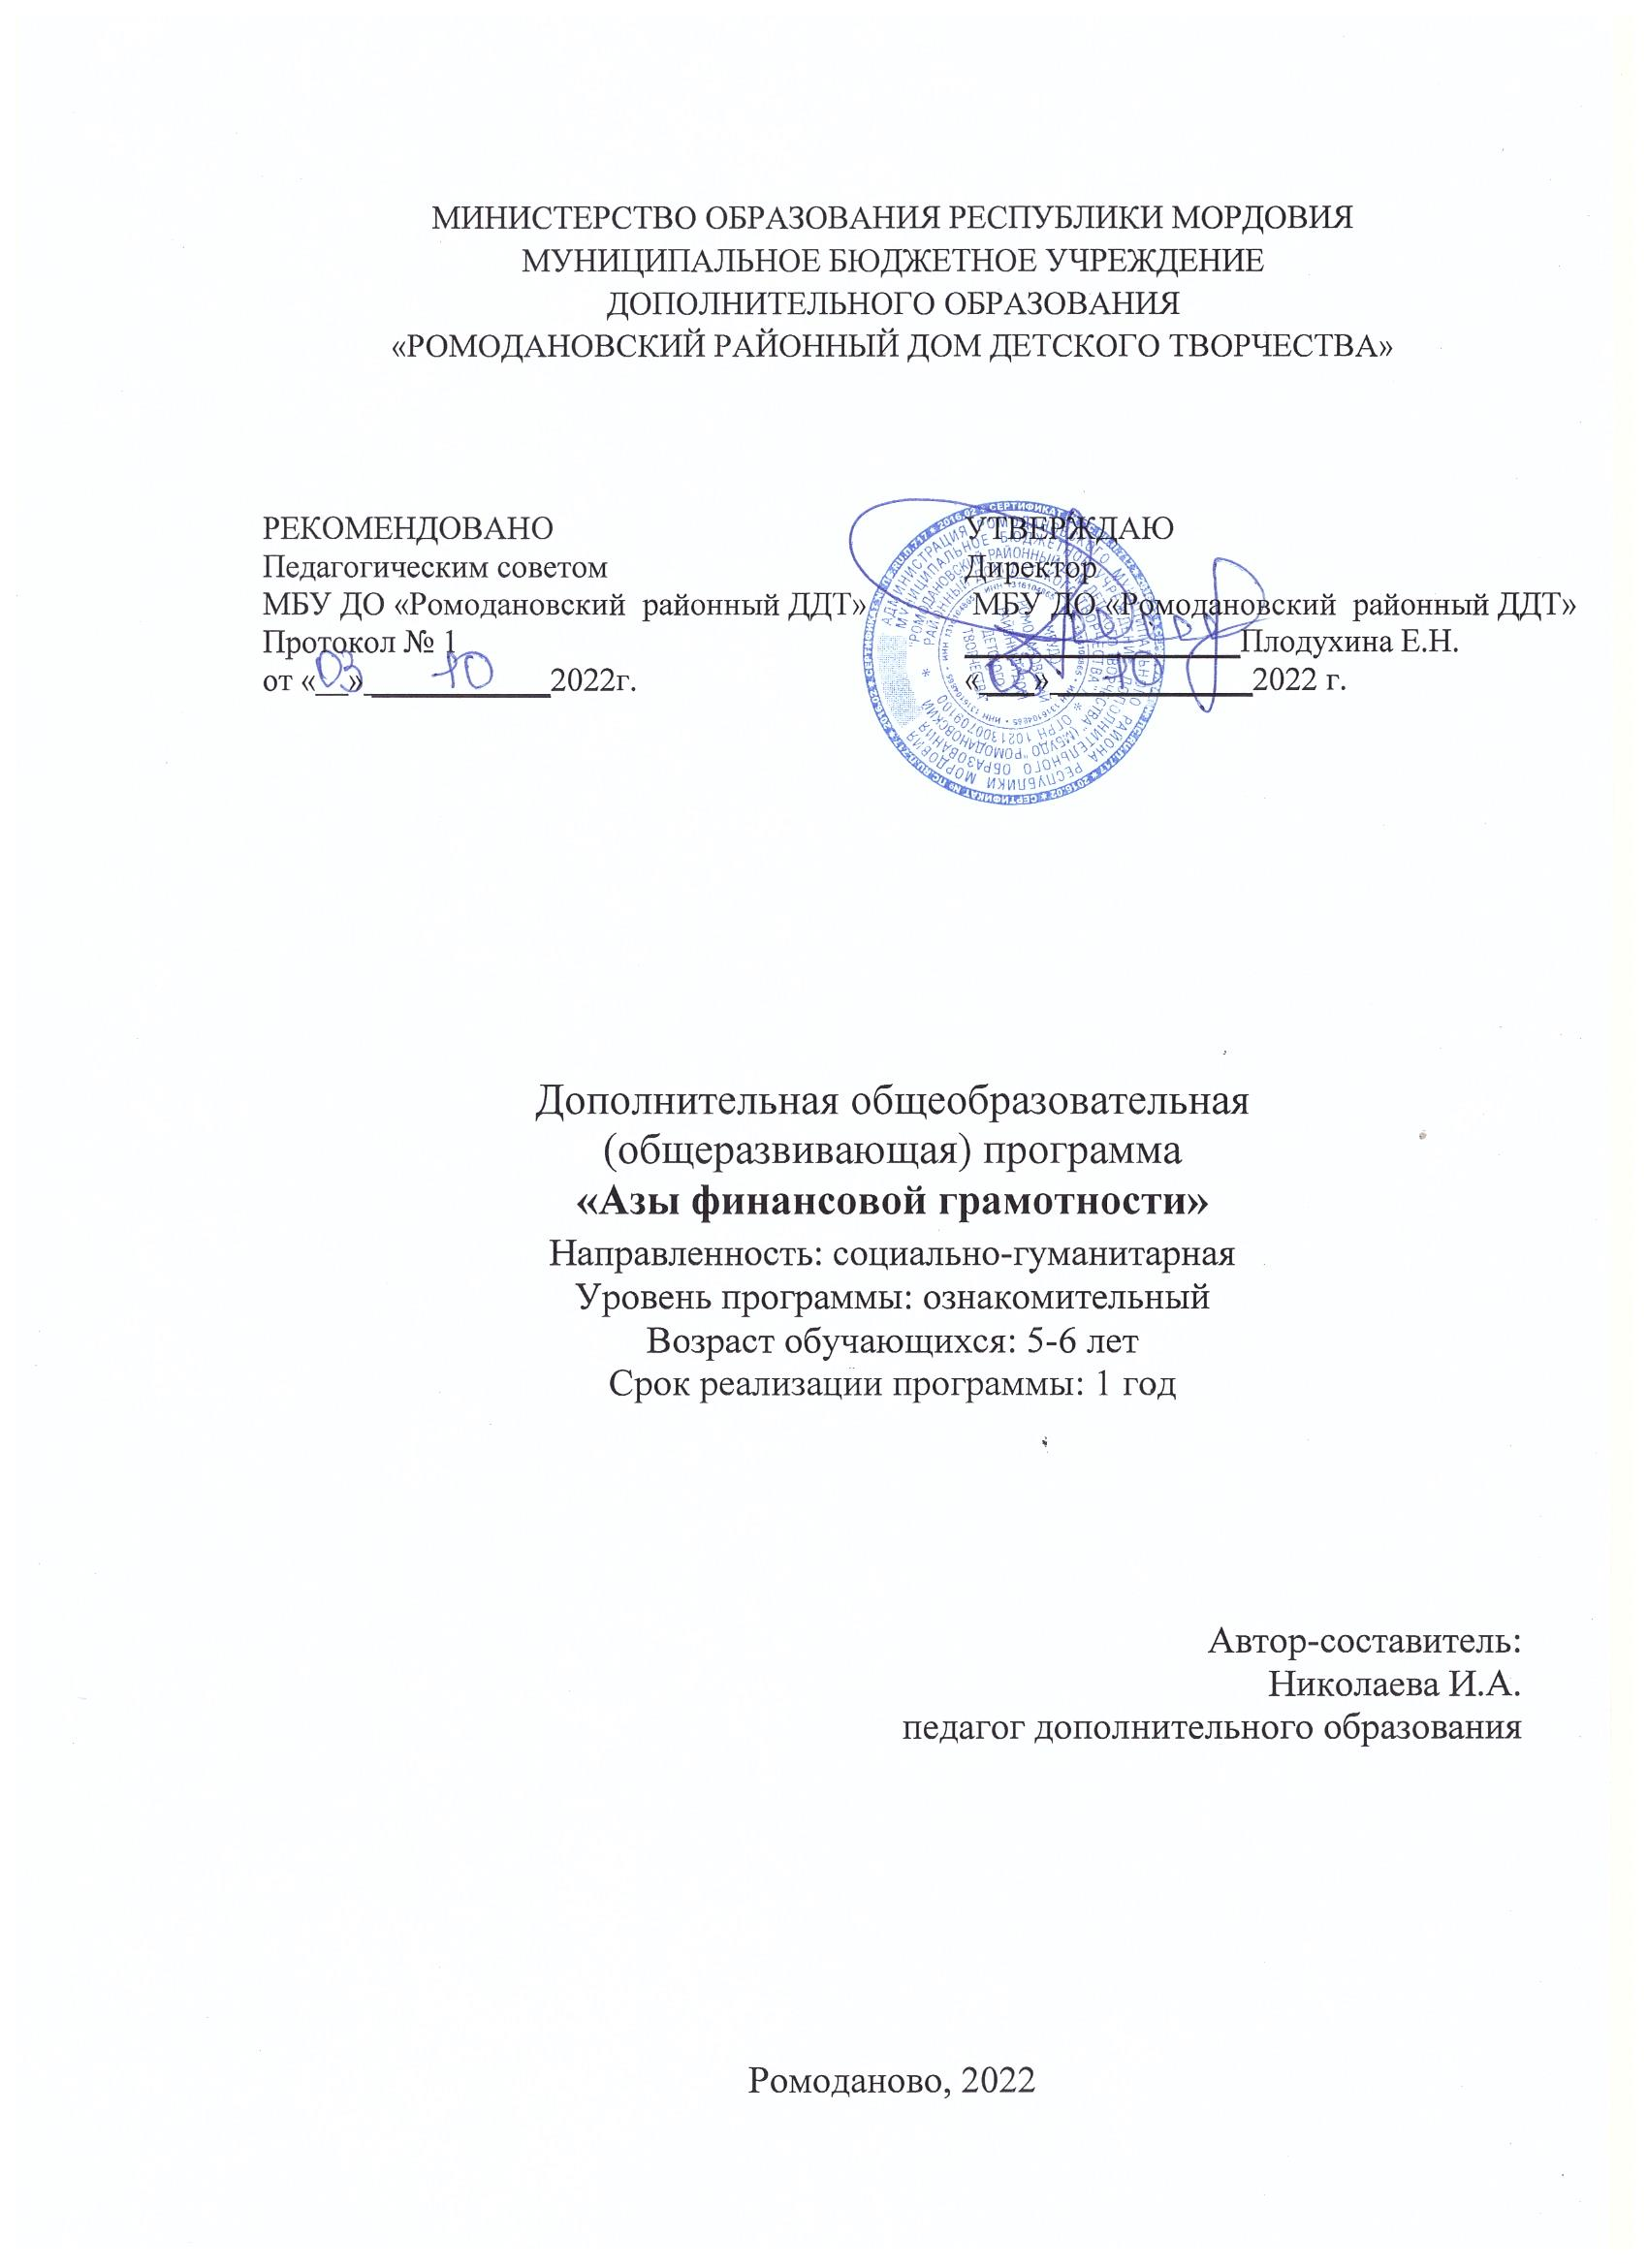 МИНИСТЕРСТВО ОБРАЗОВАНИЯ РЕСПУБЛИКИ МОРДОВИЯ
МУНИЦИПАЛЬНОЕ БЮДЖЕТНОЕ УЧРЕЖДЕНИЕ
ДОПОЛНИТЕЛЬНОГО ОБРАЗОВАНИЯ
«РОМОДАНОВСКИЙ РАЙОННЫЙ ДОМ ДЕТСКОГО ТВОРЧЕСТВА»
РЕКОМЕНДОВАНО
Педагогическим советом
МБУ ДО «Ромодановский районный ДДТ»
Протокол № 1
от «03» 10 2022г.
УТВЕРЖДАЮ
Директор
МБУ ДО «Ромодановский районный ДДТ»
Плодухина Е.Н.
«03» 10 2022 г.
Дополнительная общеобразовательная
(общеразвивающая) программа
«Азы финансовой грамотности»
Направленность: социально-гуманитарная
Уровень программы: ознакомительный
Возраст обучающихся: 5-6 лет
Срок реализации программы: 1 год
Автор-составитель:
Николаева И.А.
педагог дополнительного образования
Ромоданово, 2022